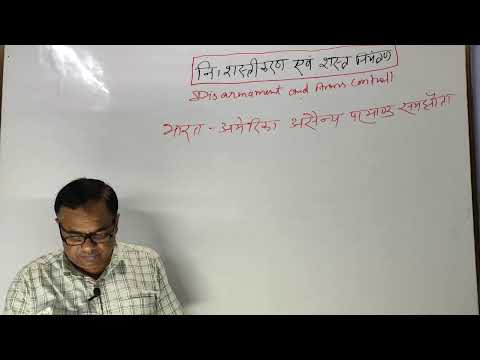 निःशस्त्रीकरण एवं शस्त्र नियंत्रण
Disarmament and Arms Control
भारत - अमेरिका असैन्य परमाणु समझौता